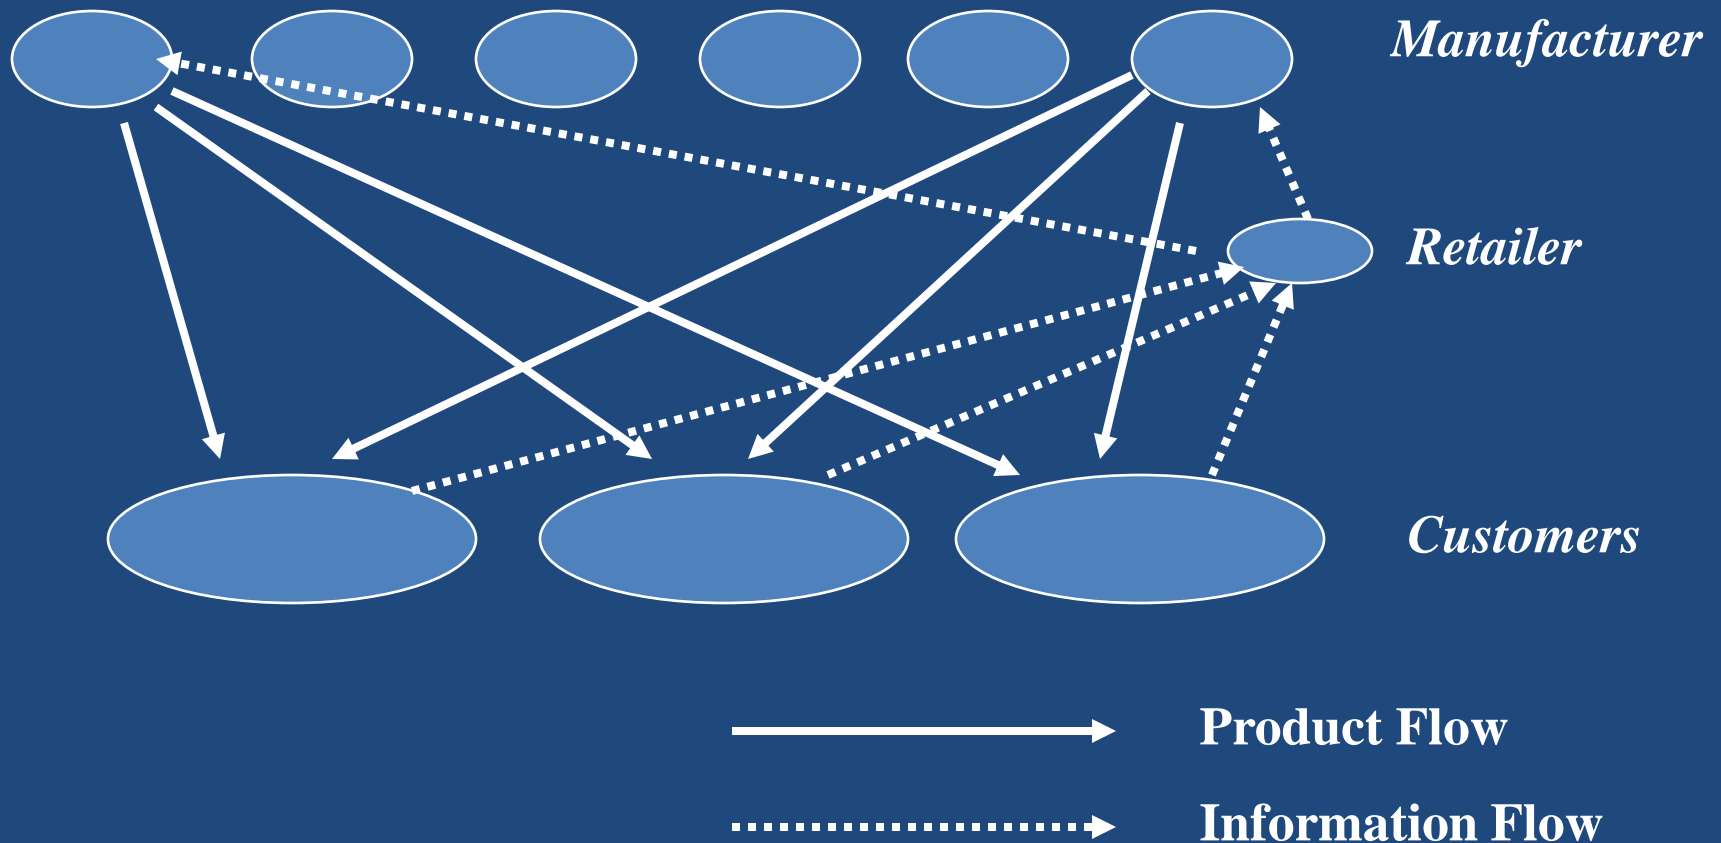 Manufacturer
Retailer
Customers
Product Flow
Information Flow